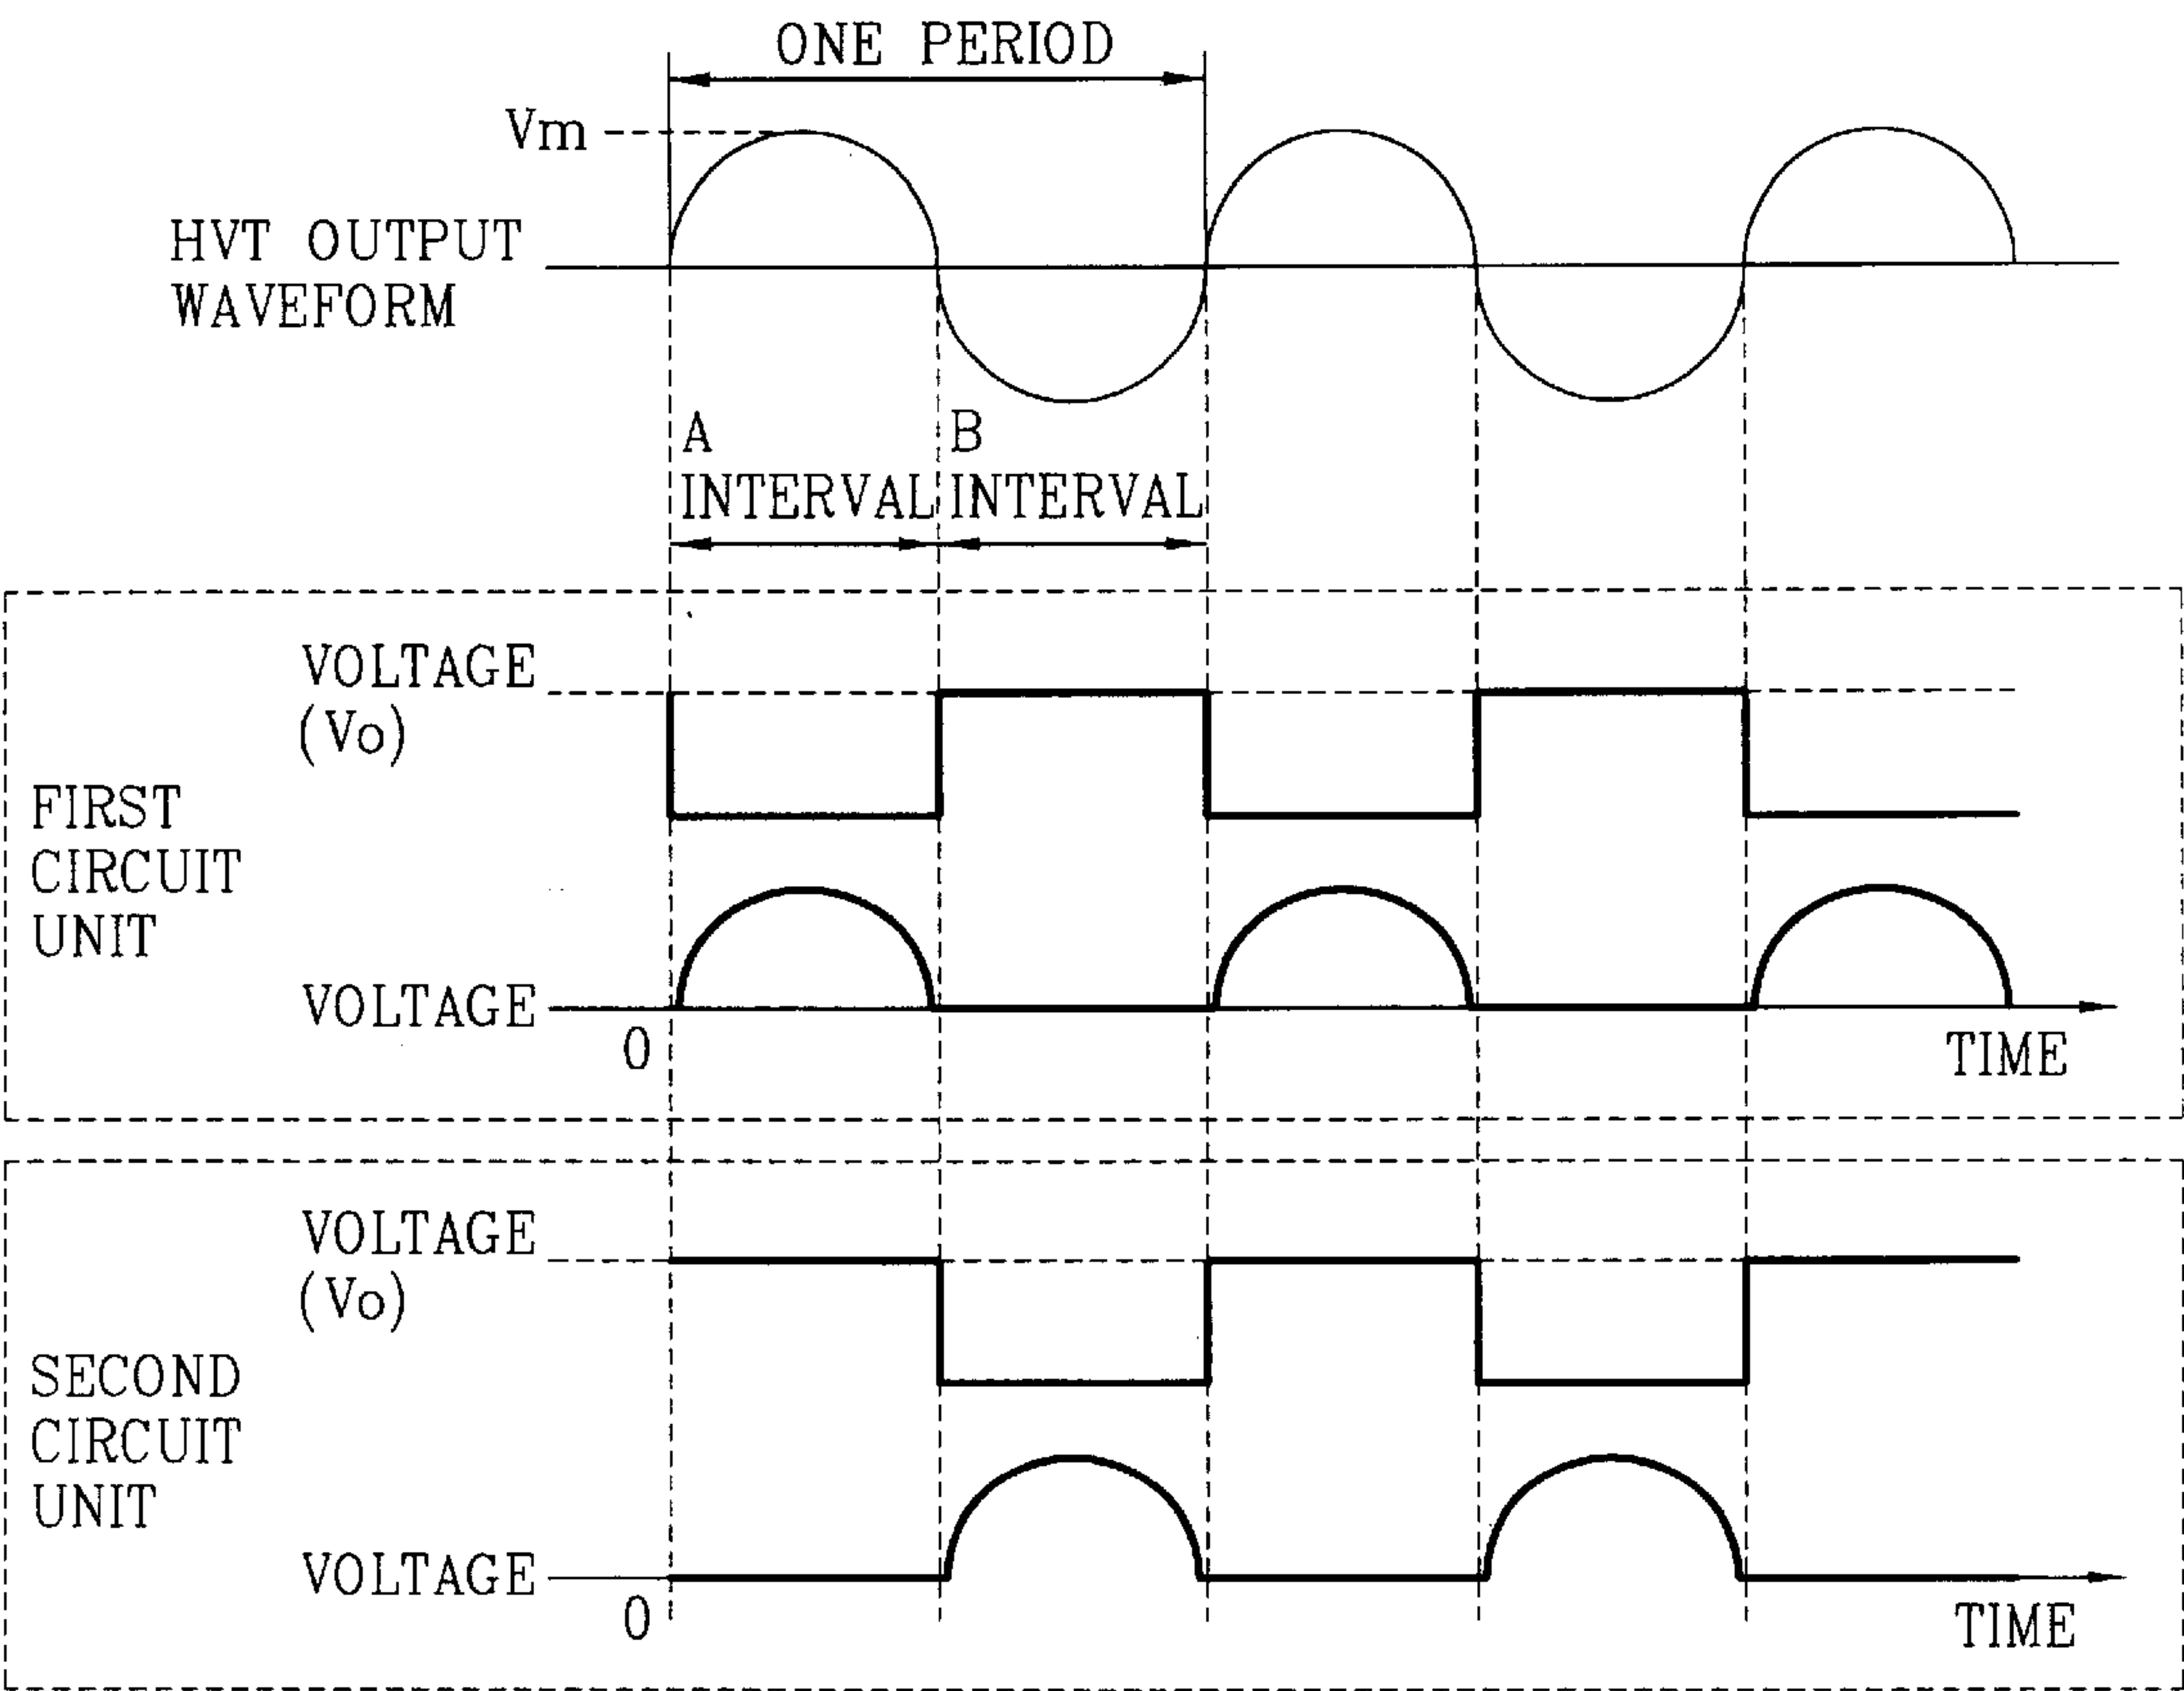 ONE PERIOD
Vm
HVT OUTPUT
WAVEFORM
A
INTERVAL
B
INTERVAL
FIRST
CIRCUIT
UNIT
VOLTAGE
(Vo)
VOLTAGE
0
TIME
SECOND
CIRCUIT
UNIT
VOLTAGE
(Vo)
VOLTAGE
0
TIME